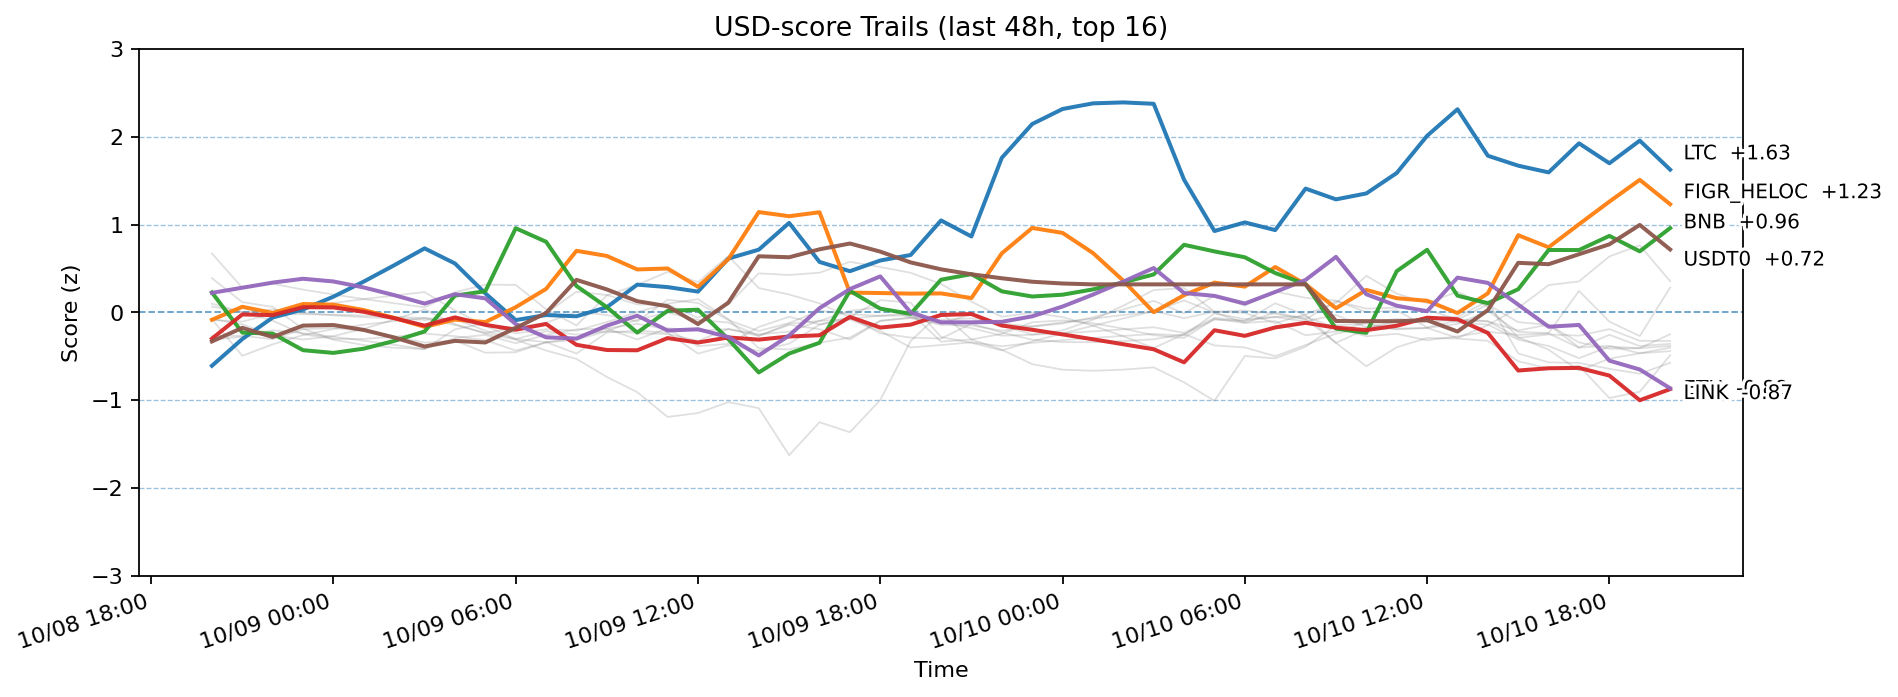 USD-score Trails (last 48h, top 16)
Score (z)
3
2
1
0
−1
−2
−3
LTC +1.63
FIGR_HELOC +1.23
BNB +0.96
USDT0 +0.72
LINK -0.87
10/08 18:00
10/09 00:00
10/09 06:00
10/09 12:00
10/09 18:00
10/10 00:00
10/10 06:00
10/10 12:00
10/10 18:00
Time